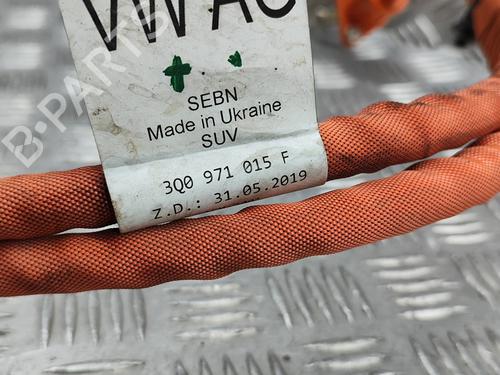 VW AG
SEBN
Made in Ukraine
SUV
3Q0 971 015 F
Z.D.: 31.05.2019
B-PARTS